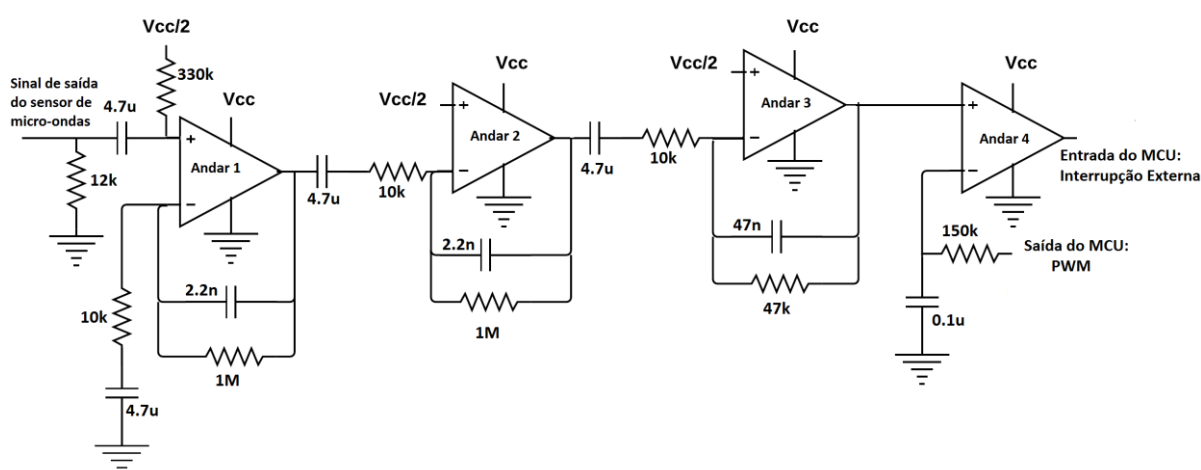 Vcc/2
330k
Sinal de saída
do sensor de
micro-ondas
4.7u
12k
Vcc
+
Andar 1
−
10k
4.7u
2.2n
1M
4.7u
10k
Vcc/2
Vcc
+
Andar 2
−
2.2n
1M
4.7u
10k
Vcc/2
Vcc
+
Andar 3
−
47n
47k
Vcc
+
Andar 4
−
Entrada do MCU:
Interrupção Externa
150k
Saída do MCU:
PWM
0.1u